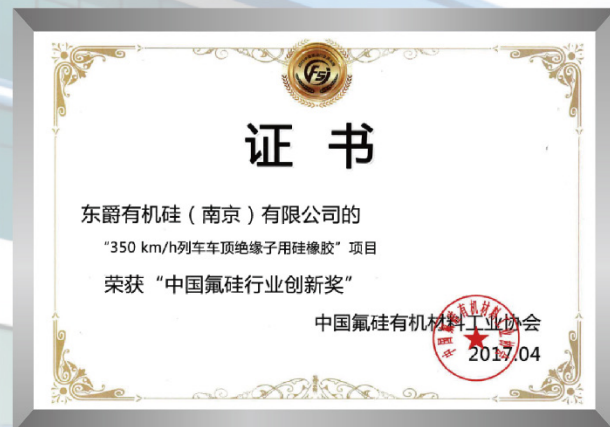 证书
东爵有机硅（南京）有限公司的
“350 km/h列车车顶绝缘子用硅橡胶”项目
荣获“中国氟硅行业创新奖”
中国氟硅有机材料工业协会
2017.04